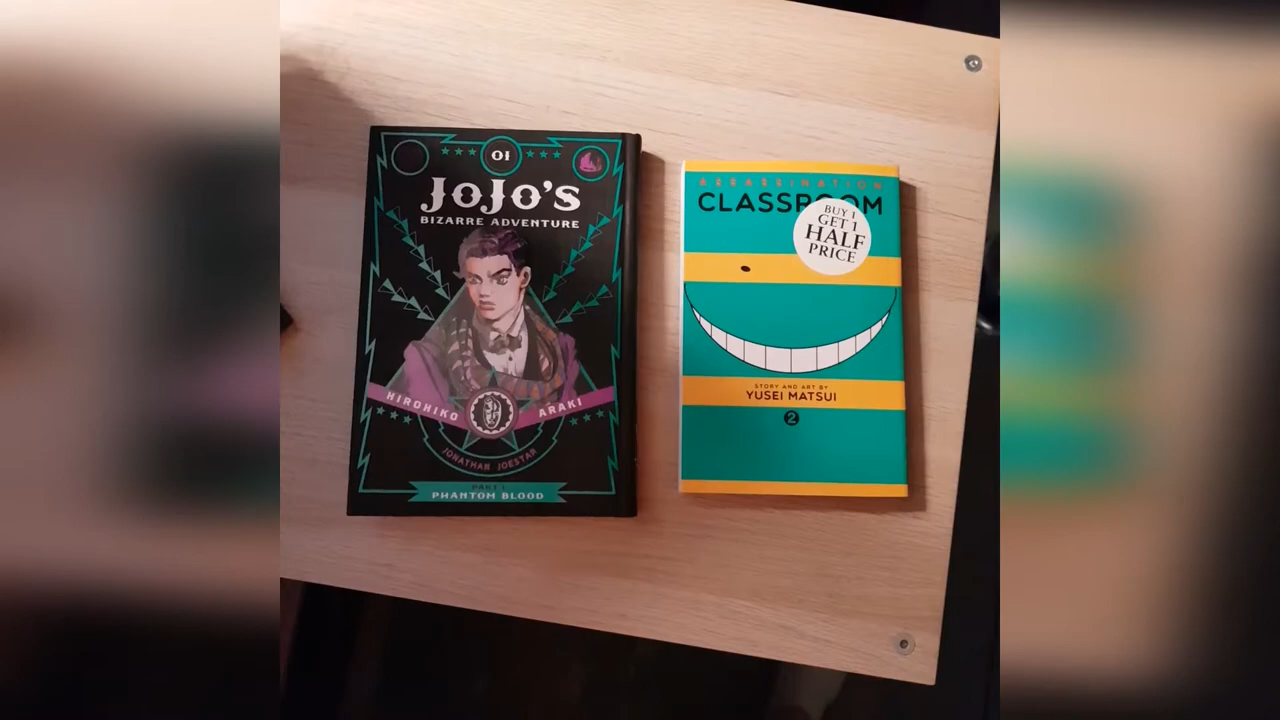 01
JOJO'S
BIZARRE ADVENTURE
HIROHIKO ARAKI
JONATHAN JOESTAR
PART 1
PHANTOM BLOOD
ASSASSINATION
CLASSROOM
BUY 1
GET 1
HALF
PRICE
STORY AND ART BY
YUSEI MATSUI
2